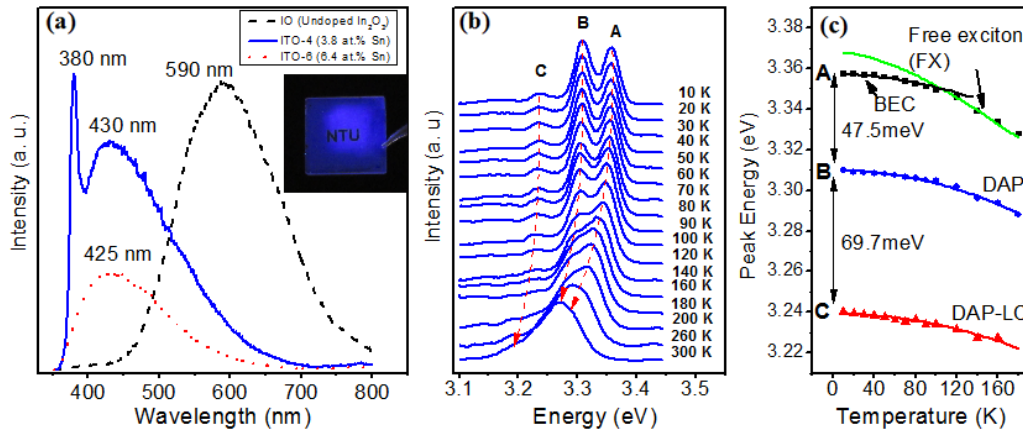 (a)
IO (Undoped In₂O₃)
ITO-4 (3.8 at.% Sn)
ITO-6 (6.4 at.% Sn)
380 nm
590 nm
430 nm
425 nm
NTU
Intensity (a. u.)
400 500 600 700 800
Wavelength (nm)
(b)
B
A
C
10 K
20 K
30 K
40 K
50 K
60 K
70 K
80 K
90 K
100 K
120 K
140 K
160 K
180 K
200 K
260 K
300 K
Intensity (a. u)
3.1 3.2 3.3 3.4 3.5
Energy (eV)
(c)
Free exciton
(FX)
A
BEC
47.5meV
B
DAP
69.7meV
C
DAP-LO
Peak Energy (eV)
3.38
3.36
3.34
3.32
3.30
3.28
3.26
3.24
3.22
0 40 80 120 160
Temperature (K)